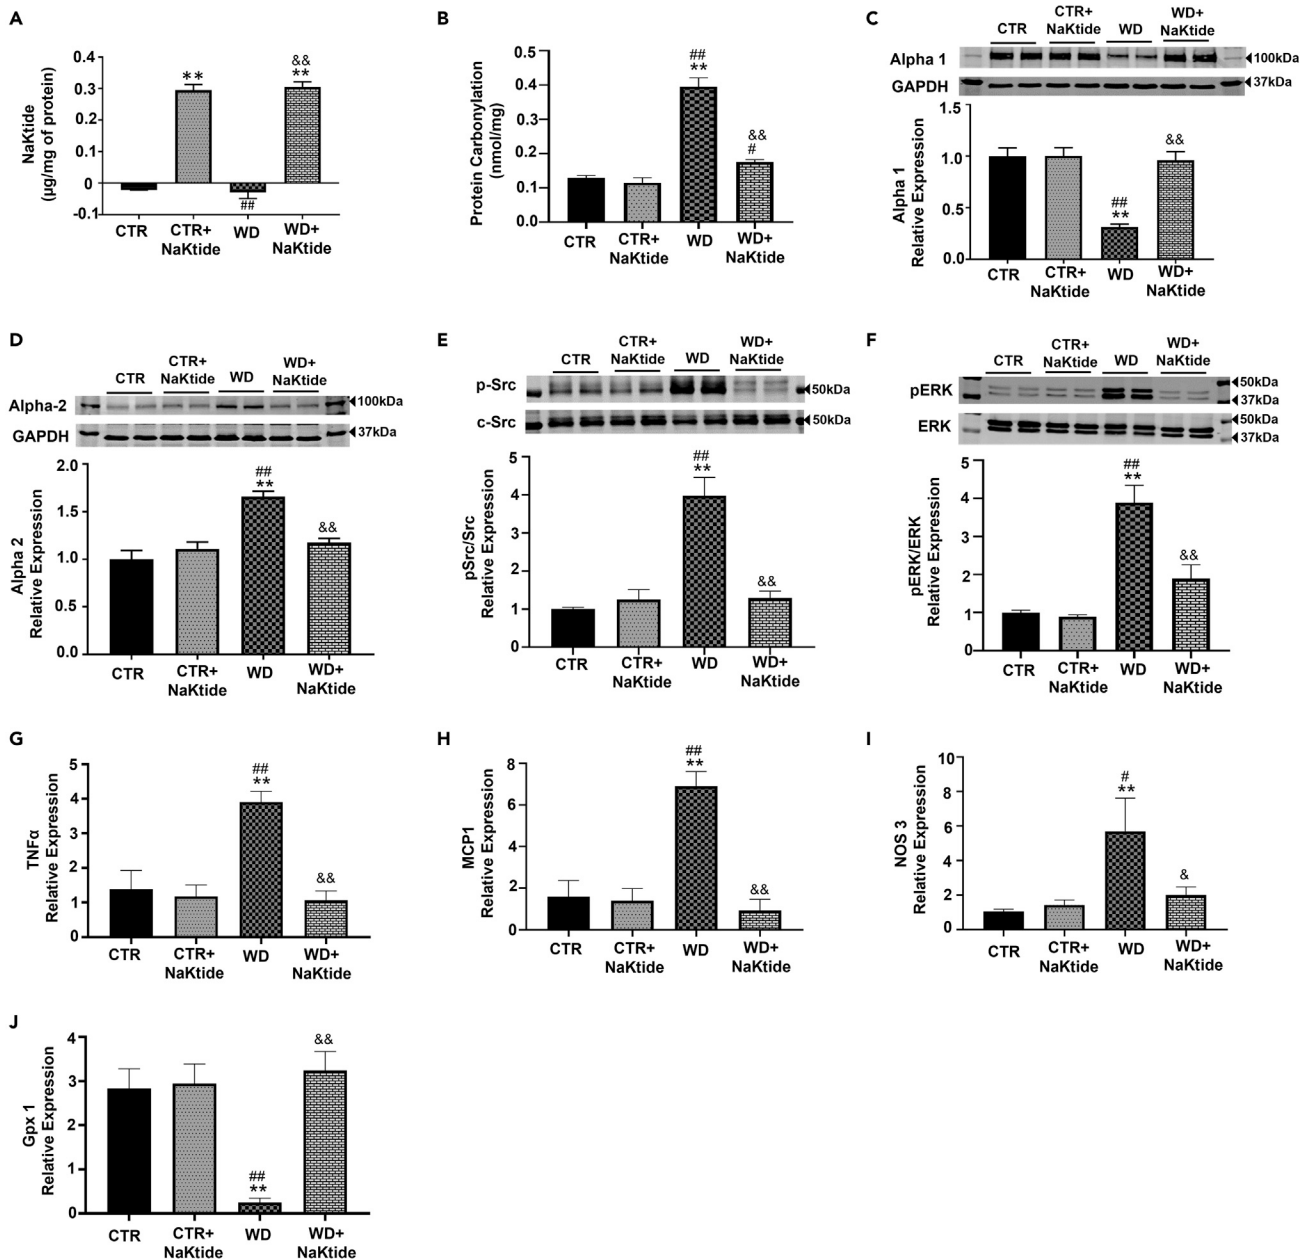 A
NaKtide
(µg/mg of protein)
0.4
0.3
0.2
0.1
0
-0.1
**
##
&&
**
CTR
CTR+
NaKtide
WD
WD+
NaKtide
B
Protein Carbonylation
(nmol/mg)
0.5
0.4
0.3
0.2
0.1
0.0
##
**
&&
#
CTR
CTR+
NaKtide
WD
WD+
NaKtide
C
CTR
CTR+
NaKtide
WD
WD+
NaKtide
Alpha 1
100kDa
GAPDH
37kDa
Alpha 1
Relative Expression
1.5
1.0
0.5
0.0
##
**
&&
CTR
CTR+
NaKtide
WD
WD+
NaKtide
D
CTR
CTR+
NaKtide
WD
WD+
NaKtide
Alpha-2
100kDa
GAPDH
37kDa
Alpha 2
Relative Expression
2.0
1.5
1.0
0.5
0.0
##
**
&&
CTR
CTR+
NaKtide
WD
WD+
NaKtide
E
CTR
CTR+
NaKtide
WD
WD+
NaKtide
p-Src
50kDa
c-Src
50kDa
pSrc/Src
Relative Expression
5
4
3
2
1
0
##
**
&&
CTR
CTR+
NaKtide
WD
WD+
NaKtide
F
CTR
CTR+
NaKtide
WD
WD+
NaKtide
pERK
50kDa
37kDa
ERK
50kDa
37kDa
pERK/ERK
Relative Expression
5
4
3
2
1
0
##
**
&&
CTR
CTR+
NaKtide
WD
WD+
NaKtide
G
TNFα
Relative Expression
5
4
3
2
1
0
##
**
&&
CTR
CTR+
NaKtide
WD
WD+
NaKtide
H
MCP1
Relative Expression
8
6
4
2
0
##
**
&&
CTR
CTR+
NaKtide
WD
WD+
NaKtide
I
NOS 3
Relative Expression
10
8
6
4
2
0
#
**
&
CTR
CTR+
NaKtide
WD
WD+
NaKtide
J
Gpx 1
Relative Expression
4
3
2
1
0
##
**
&&
CTR
CTR+
NaKtide
WD
WD+
NaKtide